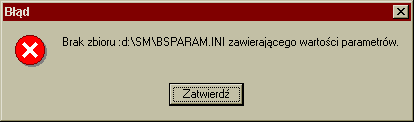 Błąd
Brak zbioru :d:\SM\BSPARAM.INI zawierającego wartości parametrów.
Zatwierdź